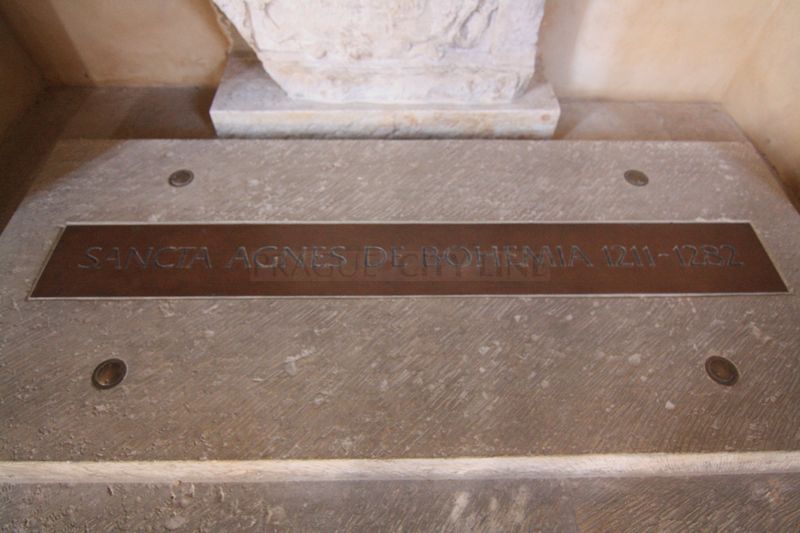 SANCTA AGNES DE BOHEMIA 1211-1282
PRAGUE CITY LINE